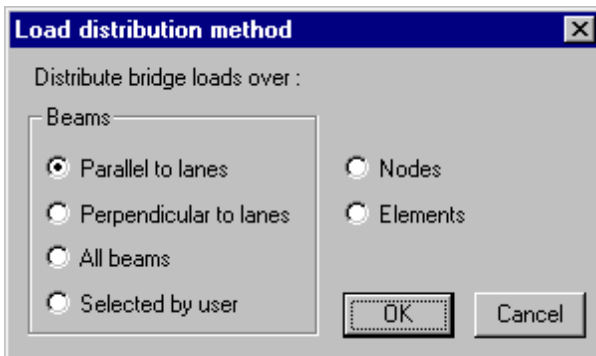 Load distribution method
Distribute bridge loads over :
Beams
Parallel to lanes
Perpendicular to lanes
All beams
Selected by user
Nodes
Elements
OK
Cancel